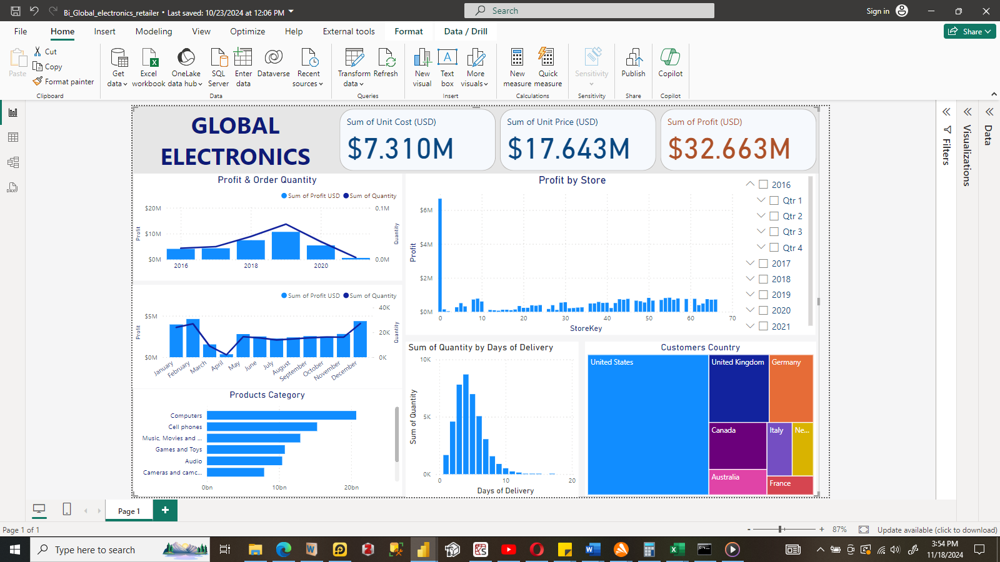 Bi_Global_electronics_retailer • Last saved: 10/23/2024 at 12:06 PM
Search
Sign in
File
Home
Insert
Modeling
View
Optimize
Help
External tools
Format
Data / Drill
Share
Paste
Cut
Copy
Format painter
Clipboard
Get data
Excel workbook
OneLake data hub
SQL Server
Enter data
Dataverse
Recent sources
Data
Transform data
Refresh
Queries
New visual
Text box
More visuals
Insert
New measure
Quick measure
Calculations
Sensitivity
Sensitivity
Publish
Share
Copilot
Copilot
GLOBAL
ELECTRONICS
Sum of Unit Cost (USD)
$7.310M
Sum of Unit Price (USD)
$17.643M
Sum of Profit (USD)
$32.663M
Profit & Order Quantity
Sum of Profit USD
Sum of Quantity
$20M
$10M
$0M
0.1M
0.0M
Profit
Quantity
2016
2018
2020
Sum of Profit USD
Sum of Quantity
$5M
$0M
40K
20K
0K
Profit
Quantity
January
February
March
April
May
June
July
August
September
October
November
December
Products Category
Computers
Cell phones
Music, Movies and ...
Games and Toys
Audio
Cameras and camc...
0bn
10bn
20bn
Profit by Store
$6M
$4M
$2M
$0M
Profit
0
10
20
30
40
50
60
70
StoreKey
2016
Qtr 1
Qtr 2
Qtr 3
Qtr 4
2017
2018
2019
2020
2021
Sum of Quantity by Days of Delivery
10K
5K
0K
Sum of Quantity
0
10
20
Days of Delivery
Customers Country
United States
United Kingdom
Germany
Canada
Italy
Ne...
Australia
France
Filters
Visualizations
Data
DAX
Page 1
+
Page 1 of 1
-
+
87%
Update available (click to download)
Type here to search
3:54 PM
11/18/2024